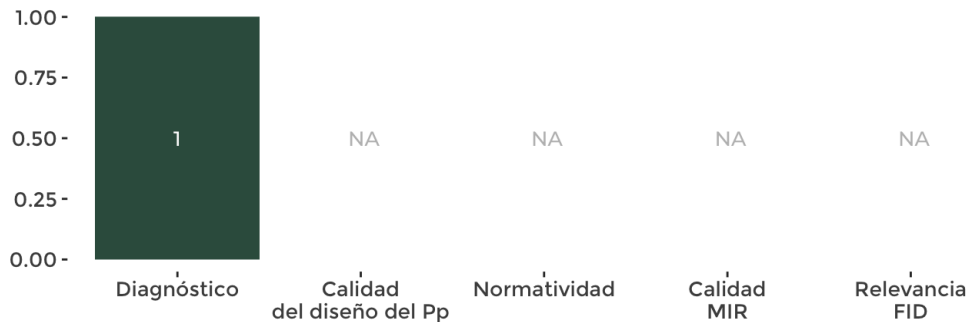 1.00
0.75
0.50
0.25
0.00
1
NA
NA
NA
NA
Diagnóstico
Calidad
del diseño del Pp
Normatividad
Calidad
MIR
Relevancia
FID